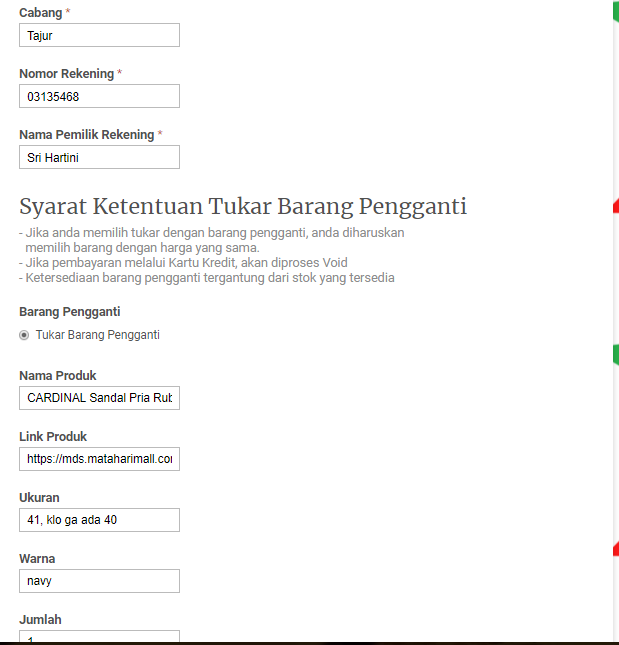 Cabang *
Tajur
Nomor Rekening *
03135468
Nama Pemilik Rekening *
Sri Hartini
Syarat Ketentuan Tukar Barang Pengganti
- Jika anda memilih tukar dengan barang pengganti, anda diharuskan
memilih barang dengan harga yang sama.
- Jika pembayaran melalui Kartu Kredit, akan diproses Void
- Ketersediaan barang pengganti tergantung dari stok yang tersedia
Barang Pengganti
Tukar Barang Pengganti
Nama Produk
CARDINAL Sandal Pria Rub
Link Produk
https://mds.mataharimall.co
Ukuran
41, klo ga ada 40
Warna
navy
Jumlah
1